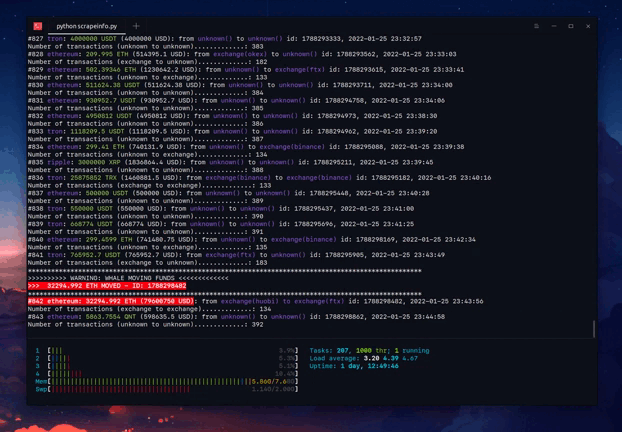 python scrapeinfo.py
#827 tron: 4000000 USDT (4000000 USD): from unknown() to unknown() id: 1788293333, 2022-01-25 23:32:57
Number of transactions (unknown to unknown).............: 383
#828 ethereum: 209.995 ETH (514395.1 USD): from exchange(okex) to unknown() id: 1788293562, 2022-01-25 23:33:03
Number of transactions (exchange to unknown)............: 182
#829 ethereum: 502.39346 ETH (1230642.2 USD): from unknown() to exchange(ftx) id: 1788293615, 2022-01-25 23:33:41
Number of transactions (unknown to exchange)............: 133
#830 ethereum: 511624.38 USDT (511624.38 USD): from unknown() to unknown() id: 1788293711, 2022-01-25 23:34:00
Number of transactions (unknown to unknown).............: 384
#831 ethereum: 930952.7 USDT (930952.7 USD): from unknown() to unknown() id: 1788294758, 2022-01-25 23:34:06
Number of transactions (unknown to unknown).............: 385
#832 ethereum: 4950812 USDT (4950812 USD): from unknown() to unknown() id: 1788294973, 2022-01-25 23:38:30
Number of transactions (unknown to unknown).............: 386
#833 tron: 1118209.5 USDT (1118209.5 USD): from unknown() to unknown() id: 1788294962, 2022-01-25 23:39:20
Number of transactions (unknown to unknown).............: 387
#834 ethereum: 299.41 ETH (740131.9 USD): from unknown() to exchange(binance) id: 1788295088, 2022-01-25 23:39:38
Number of transactions (unknown to exchange)............: 134
#835 ripple: 3000000 XRP (1836864.4 USD): from unknown() to unknown() id: 1788295211, 2022-01-25 23:39:45
Number of transactions (unknown to unknown).............: 388
#836 tron: 25875852 TRX (1460881.5 USD): from exchange(binance) to exchange(binance) id: 1788295182, 2022-01-25 23:40:16
Number of transactions (exchange to exchange)............: 133
#837 ethereum: 500000 USDT (500000 USD): from unknown() to unknown() id: 1788295448, 2022-01-25 23:40:28
Number of transactions (unknown to unknown).............: 389
#838 tron: 550000 USDT (550000 USD): from unknown() to unknown() id: 1788295437, 2022-01-25 23:41:00
Number of transactions (unknown to unknown).............: 390
#839 tron: 668774 USDT (668774 USD): from unknown() to unknown() id: 1788295696, 2022-01-25 23:41:25
Number of transactions (unknown to unknown).............: 391
#840 ethereum: 299.4599 ETH (741480.75 USD): from unknown() to exchange(binance) id: 1788298169, 2022-01-25 23:42:34
Number of transactions (unknown to exchange)............: 135
#841 tron: 765952.7 USDT (765952.7 USD): from exchange(ftx) to unknown() id: 1788295905, 2022-01-25 23:43:49
Number of transactions (exchange to unknown)............: 183
>>>>>>>>>> WARNING: WHALE MOVING FUNDS <<<<<<<<<<<<<
>>> 32294.992 ETH MOVED - ID: 1788298482
#842 ethereum: 32294.992 ETH (79600750 USD): from exchange(huobi) to exchange(ftx) id: 1788298482, 2022-01-25 23:43:56
Number of transactions (exchange to exchange)............: 134
#843 ethereum: 5863.7554 QNT (598635.5 USD): from unknown() to unknown() id: 1788298862, 2022-01-25 23:44:58
Number of transactions (unknown to unknown).............: 392
1 [||| 3.9%] Tasks: 207, 1000 thr; 1 running
2 [|||| 5.3%] Load average: 3.20 4.39 4.67
3 [|||| 5.1%] Uptime: 1 day, 12:49:46
4 [||||||| 10.4%]
Mem[ 5.86G/7.6
Swp[